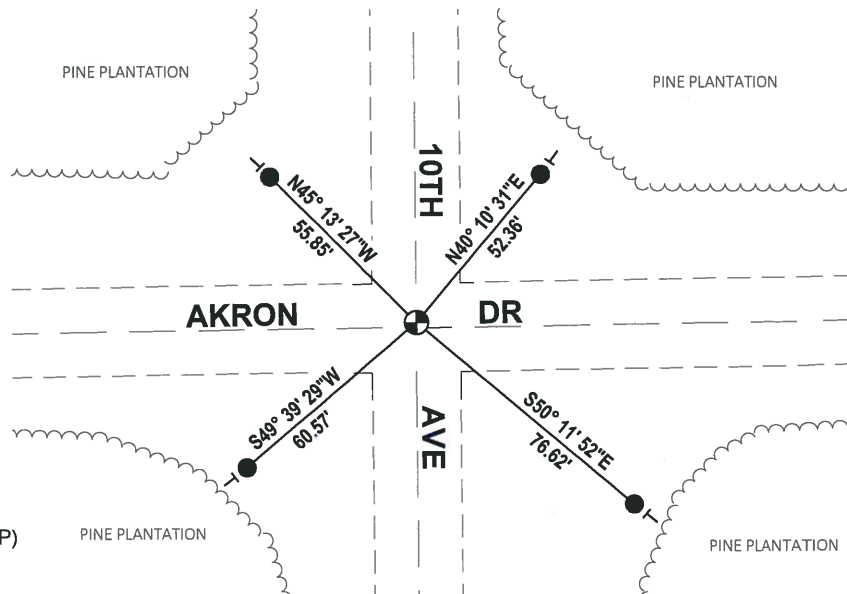 PINE PLANTATION
PINE PLANTATION
10TH
N45° 13' 27"W
55.85'
N40° 10' 31"E
52.36'
AKRON DR
S49° 39' 29"W
60.57'
AVE
S50° 11' 52"E
76.62'
P)
PINE PLANTATION
PINE PLANTATION